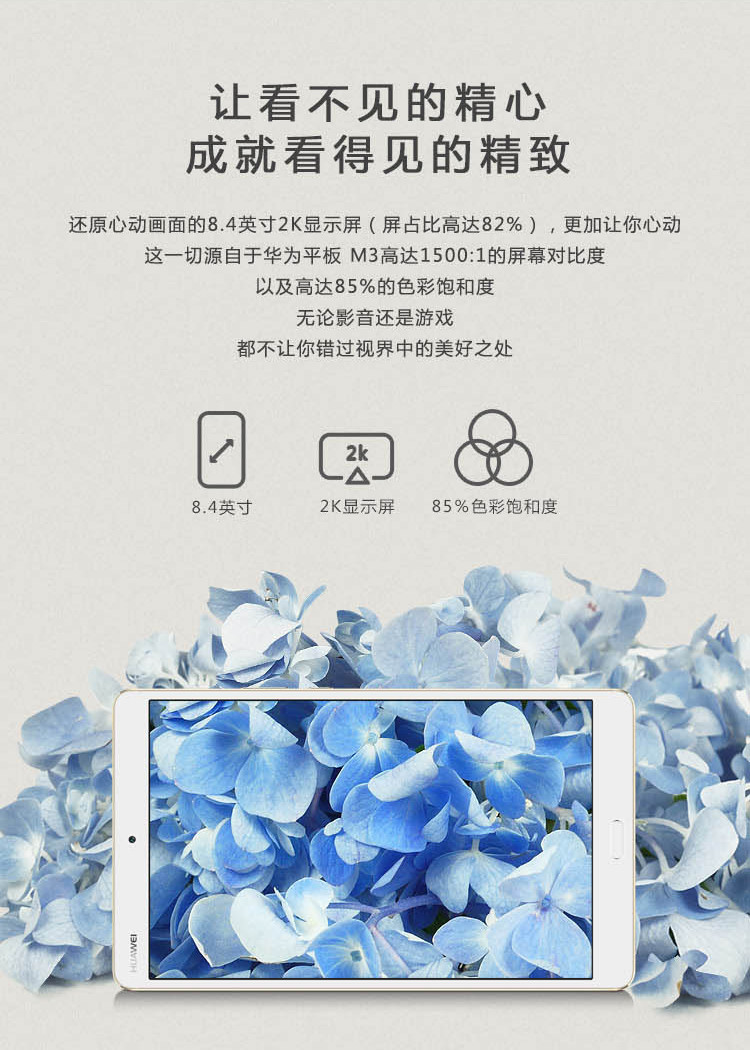 让看不见的精心
成就看得见的精致
还原心动画面的8.4英寸2K显示屏（屏占比高达82%），更加让你心动
这一切源自于华为平板 M3高达1500:1的屏幕对比度
以及高达85%的色彩饱和度
无论影音还是游戏
都不让你错过视界中的美好之处
2k
8.4英寸
2K显示屏
85%色彩饱和度
HUAWEI